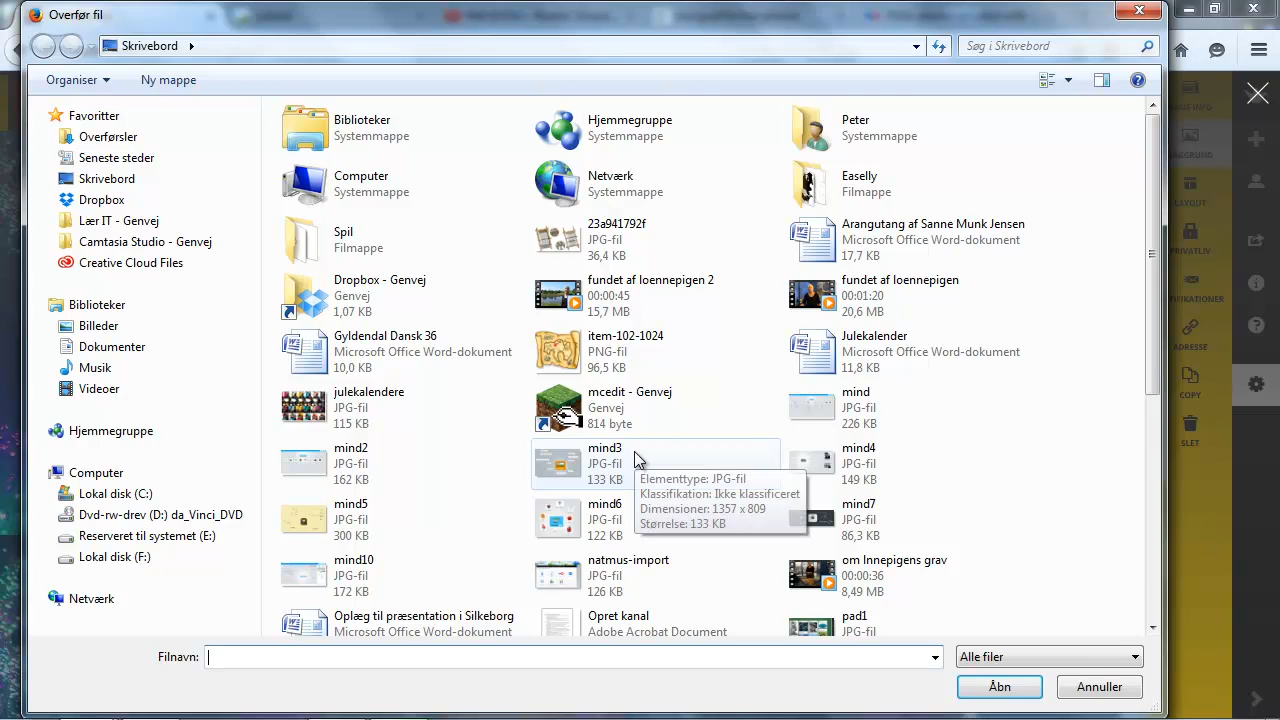 Overfør fil
Skrivebord
Søg i Skrivebord
Organiser
Ny mappe
Favoritter
Overførsler
Seneste steder
Skrivebord
Dropbox
Lær IT - Genvej
Camtasia Studio - Genvej
Creative Cloud Files
Biblioteker
Billeder
Dokumenter
Musik
Videoer
Hjemmegruppe
Computer
Lokal disk (C:)
Dvd-rw-drev (D:) da_Vinci_DVD
Reserveret til systemet (E:)
Lokal disk (F:)
Netværk
Biblioteker
Systemmappe
Hjemmegruppe
Systemmappe
Peter
Systemmappe
Computer
Systemmappe
Netværk
Systemmappe
Easelly
Filmappe
Spil
Filmappe
23a941792f
JPG-fil
36,4 KB
Arangutang af Sanne Munk Jensen
Microsoft Office Word-dokument
17,7 KB
Dropbox - Genvej
Genvej
1,07 KB
fundet af loennepigen 2
00:00:45
15,7 MB
fundet af loennepigen
00:01:20
20,6 MB
Gyldendal Dansk 36
Microsoft Office Word-dokument
10,0 KB
item-102-1024
PNG-fil
96,5 KB
Julekalender
Microsoft Office Word-dokument
11,8 KB
julekalendere
JPG-fil
115 KB
mcedit - Genvej
Genvej
814 byte
mind
JPG-fil
226 KB
mind2
JPG-fil
162 KB
mind3
JPG-fil
133 KB
mind4
JPG-fil
149 KB
Elementtype: JPG-fil
Klassifikation: Ikke klassificeret
Dimensioner: 1357 x 809
Størrelse: 133 KB
mind5
JPG-fil
300 KB
mind6
JPG-fil
122 KB
mind7
JPG-fil
86,3 KB
mind10
JPG-fil
172 KB
natmus-import
JPG-fil
126 KB
om lnnepigens grav
00:00:36
8,49 MB
Oplæg til præsentation i Silkeborg
Microsoft Office Word-dokument
Opret kanal
Adobe Acrobat Document
pad1
JPG-fil
Filnavn:
Alle filer
Åbn
Annuller
LAYOUT
PRIVATLIV
ADRESSE
COPY
SLET